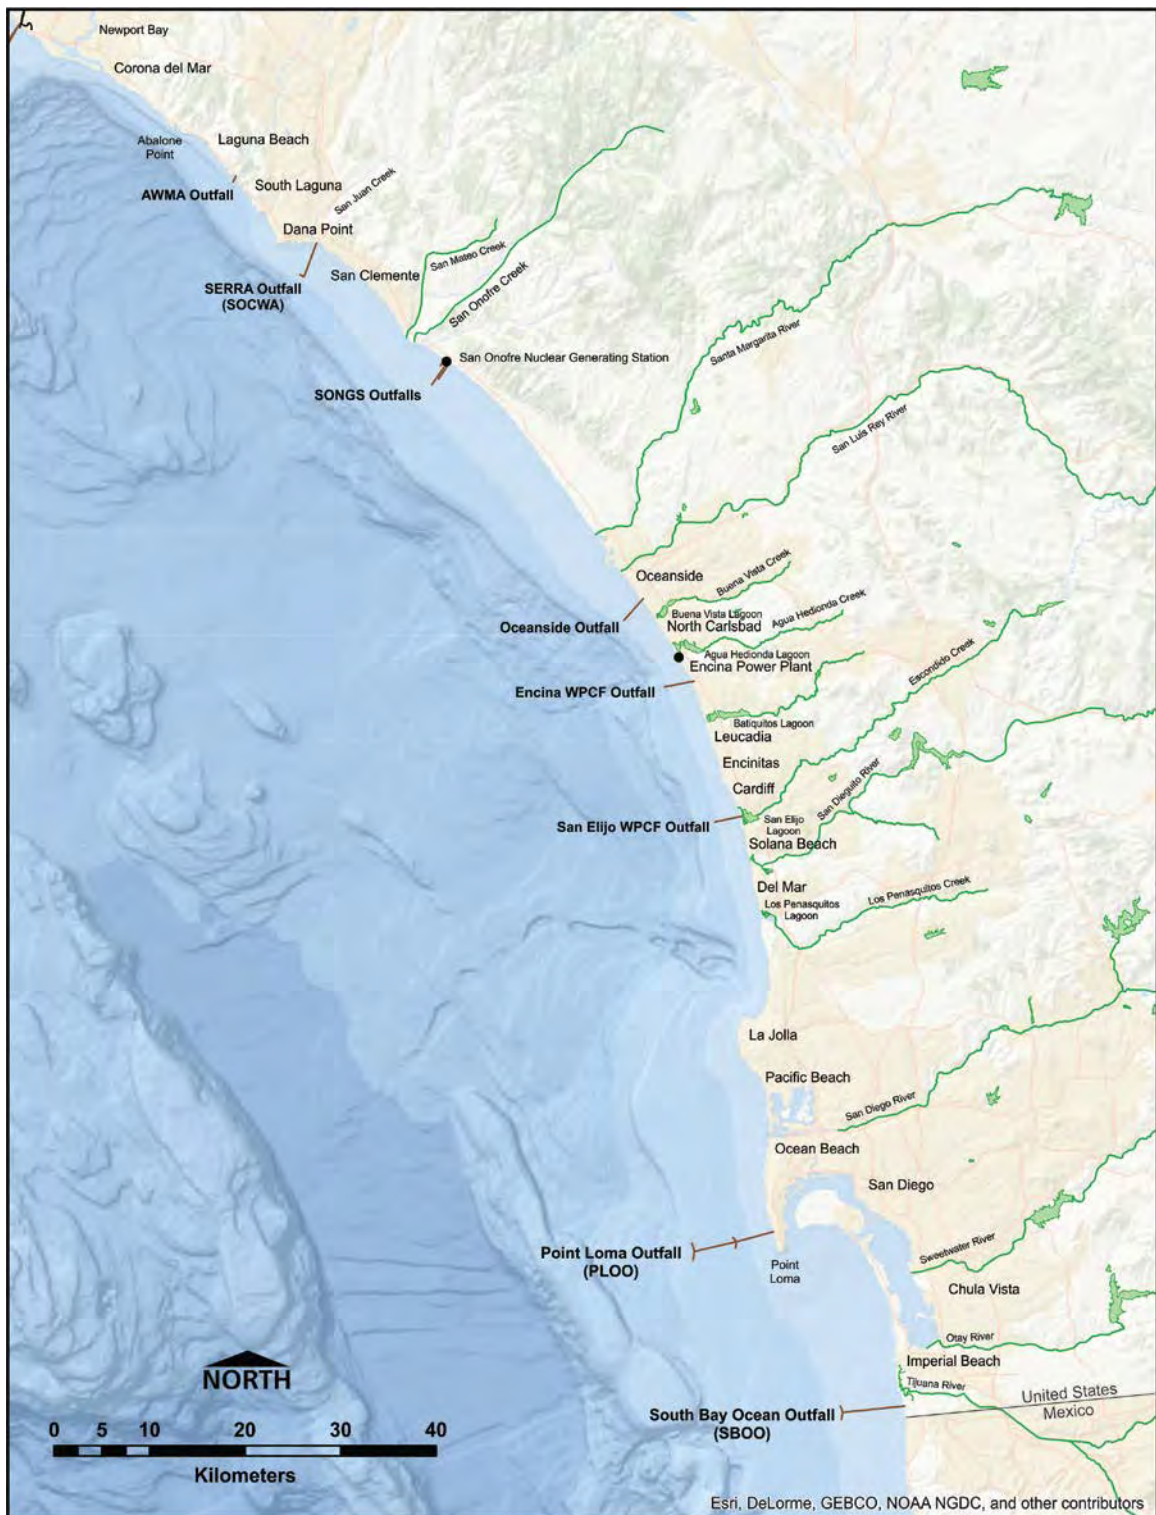 Newport Bay
Corona del Mar
Abalone
Point
Laguna Beach
AWMA Outfall
South Laguna
San Juan Creek
Dana Point
San Mateo Creek
San Clemente
SERRA Outfall
(SOCWA)
San Onofre Creek
San Onofre Nuclear Generating Station
SONGS Outfalls
Santa Margarita River
San Luis Rey River
Oceanside
Buena Vista Creek
Buena Vista Lagoon
North Carlsbad
Agua Hedionda Creek
Oceanside Outfall
Agua Hedionda Lagoon
Encina Power Plant
Escondido Creek
Encina WPCF Outfall
Batiquitos Lagoon
Leucadia
Encinitas
Cardiff
San Dieguito River
San Elijo WPCF Outfall
San Elijo
Lagoon
Solana Beach
Del Mar
Los Penasquitos
Lagoon
Los Penasquitos Creek
La Jolla
Pacific Beach
San Diego River
Ocean Beach
San Diego
Point Loma Outfall
(PLOO)
Point
Loma
Sweetwater River
Chula Vista
Otay River
Imperial Beach
Tijuana River
United States
Mexico
South Bay Ocean Outfall
(SBOO)
NORTH
0 5 10 20 30 40
Kilometers
Esri, DeLorme, GEBCO, NOAA NGDC, and other contributors